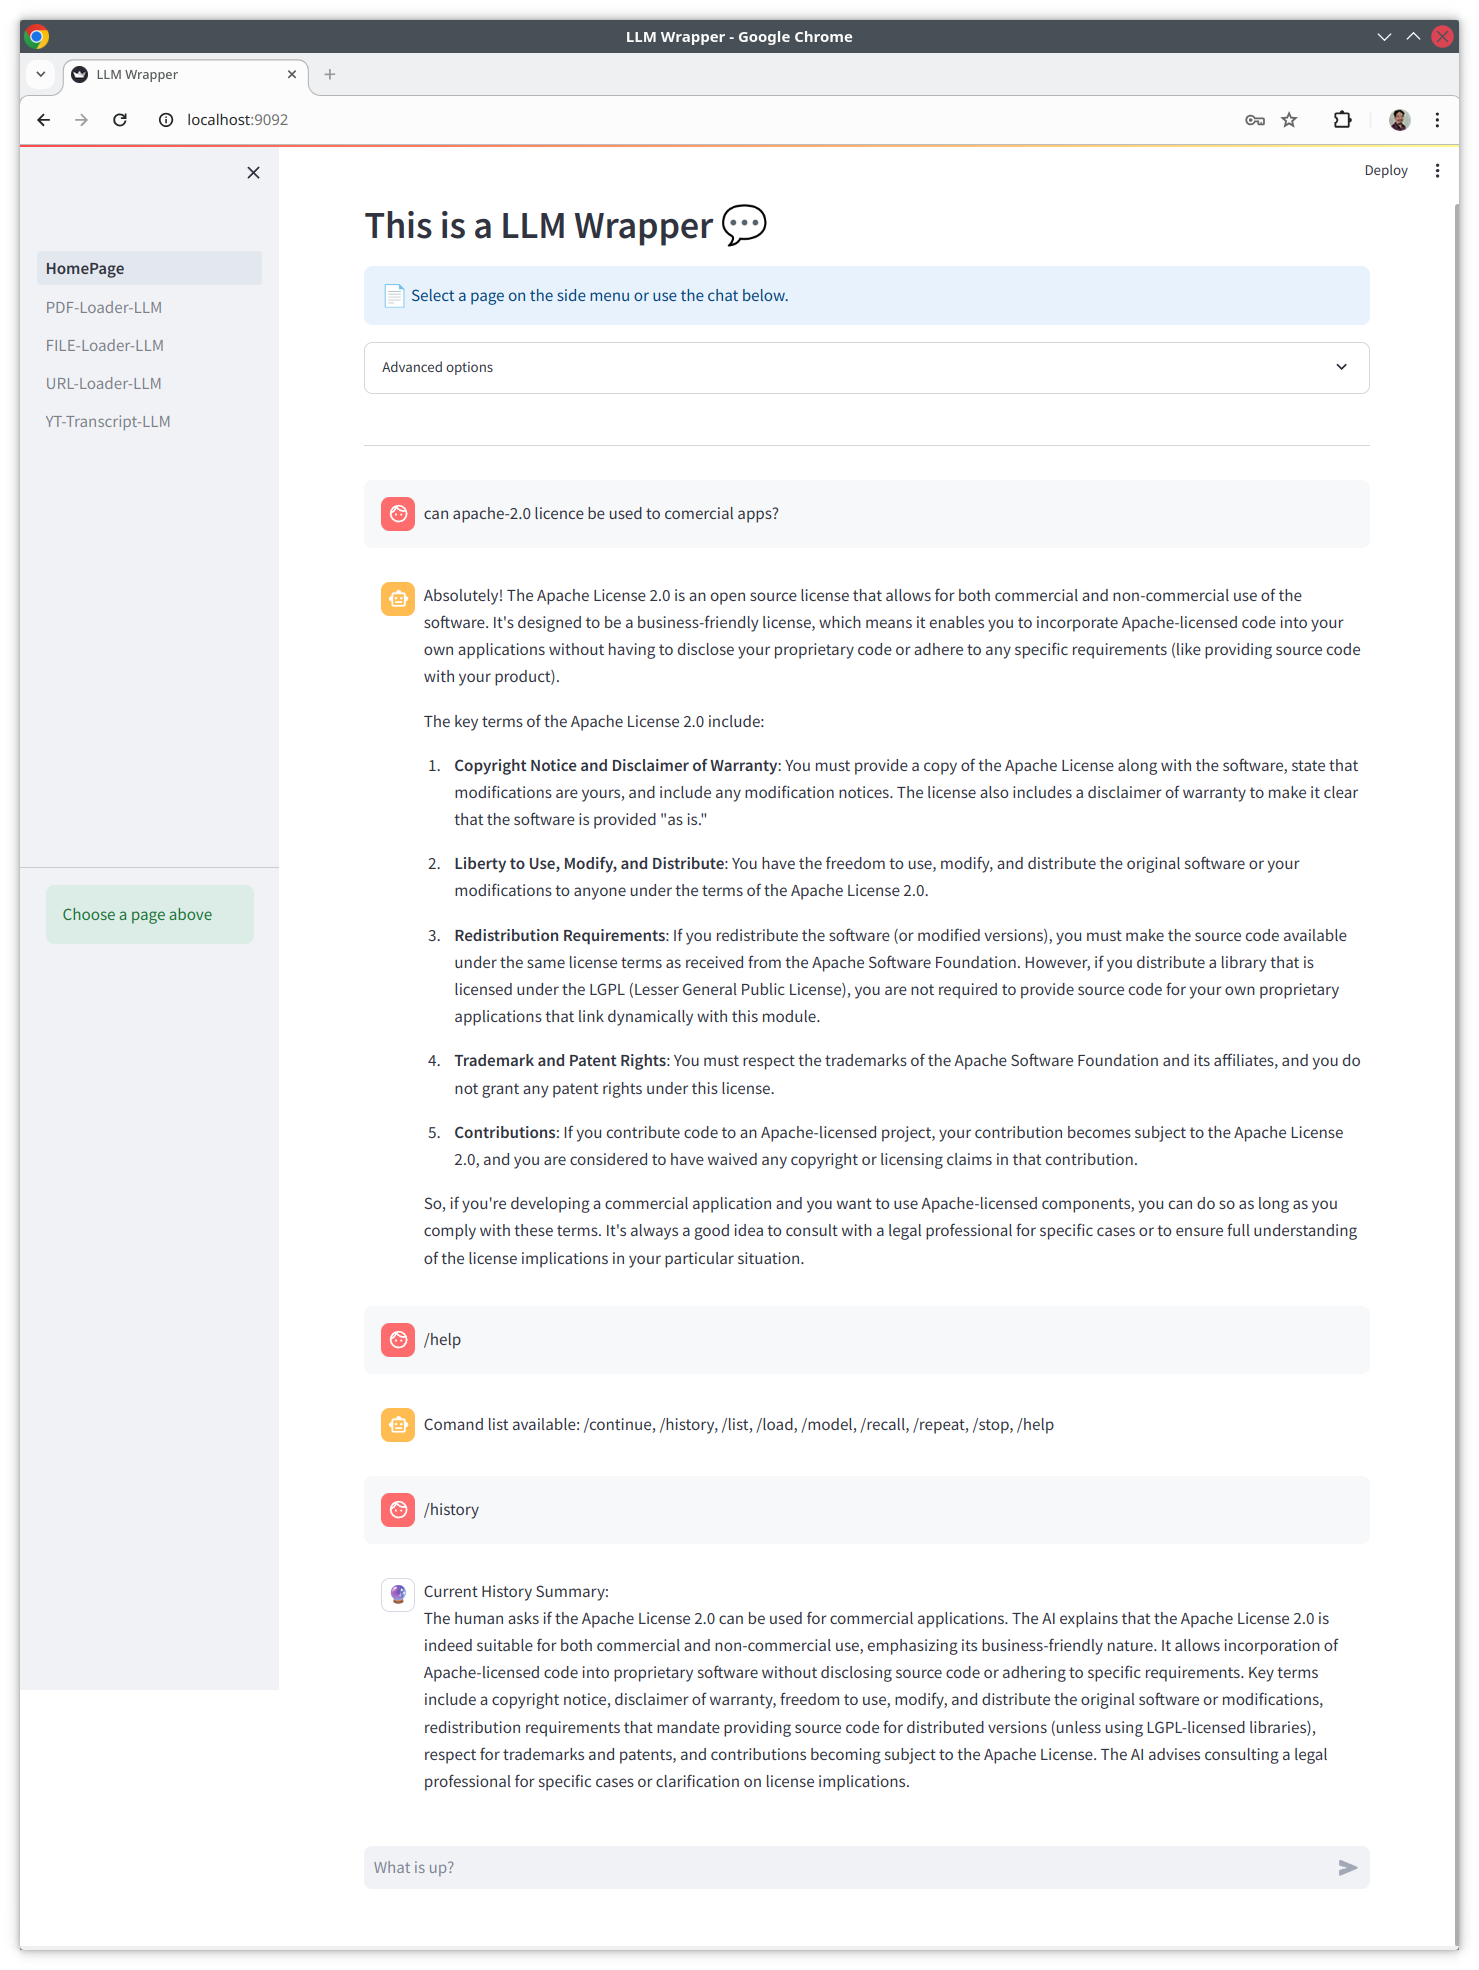 LLM Wrapper - Google Chrome
LLM Wrapper
localhost:9092
Deploy
HomePage
PDF-Loader-LLM
FILE-Loader-LLM
URL-Loader-LLM
YT-Transcript-LLM
Choose a page above
This is a LLM Wrapper 💬
📄 Select a page on the side menu or use the chat below.
Advanced options
can apache-2.0 licence be used to comercial apps?
Absolutely! The Apache License 2.0 is an open source license that allows for both commercial and non-commercial use of the
software. It's designed to be a business-friendly license, which means it enables you to incorporate Apache-licensed code into your
own applications without having to disclose your proprietary code or adhere to any specific requirements (like providing source code
with your product).
The key terms of the Apache License 2.0 include:
1. Copyright Notice and Disclaimer of Warranty: You must provide a copy of the Apache License along with the software, state that
modifications are yours, and include any modification notices. The license also includes a disclaimer of warranty to make it clear
that the software is provided "as is."
2. Liberty to Use, Modify, and Distribute: You have the freedom to use, modify, and distribute the original software or your
modifications to anyone under the terms of the Apache License 2.0.
3. Redistribution Requirements: If you redistribute the software (or modified versions), you must make the source code available
under the same license terms as received from the Apache Software Foundation. However, if you distribute a library that is
licensed under the LGPL (Lesser General Public License), you are not required to provide source code for your own proprietary
applications that link dynamically with this module.
4. Trademark and Patent Rights: You must respect the trademarks of the Apache Software Foundation and its affiliates, and you do
not grant any patent rights under this license.
5. Contributions: If you contribute code to an Apache-licensed project, your contribution becomes subject to the Apache License
2.0, and you are considered to have waived any copyright or licensing claims in that contribution.
So, if you're developing a commercial application and you want to use Apache-licensed components, you can do so as long as you
comply with these terms. It's always a good idea to consult with a legal professional for specific cases or to ensure full understanding
of the license implications in your particular situation.
/help
Comand list available: /continue, /history, /list, /load, /model, /recall, /repeat, /stop, /help
/history
Current History Summary:
The human asks if the Apache License 2.0 can be used for commercial applications. The AI explains that the Apache License 2.0 is
indeed suitable for both commercial and non-commercial use, emphasizing its business-friendly nature. It allows incorporation of
Apache-licensed code into proprietary software without disclosing source code or adhering to specific requirements. Key terms
include a copyright notice, disclaimer of warranty, freedom to use, modify, and distribute the original software or modifications,
redistribution requirements that mandate providing source code for distributed versions (unless using LGPL-licensed libraries),
respect for trademarks and patents, and contributions becoming subject to the Apache License. The AI advises consulting a legal
professional for specific cases or clarification on license implications.
What is up?